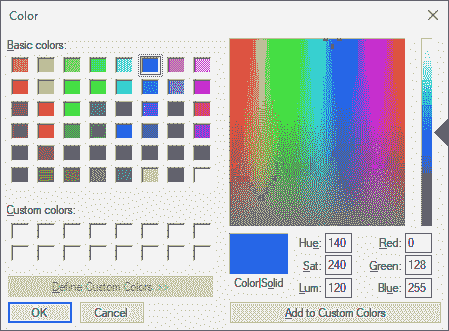 Color
Basic colors:
Custom colors:
Define Custom Colors >>
OK
Cancel
Color|Solid
Hue: 140
Sat: 240
Lum: 120
Red: 0
Green: 128
Blue: 255
Add to Custom Colors